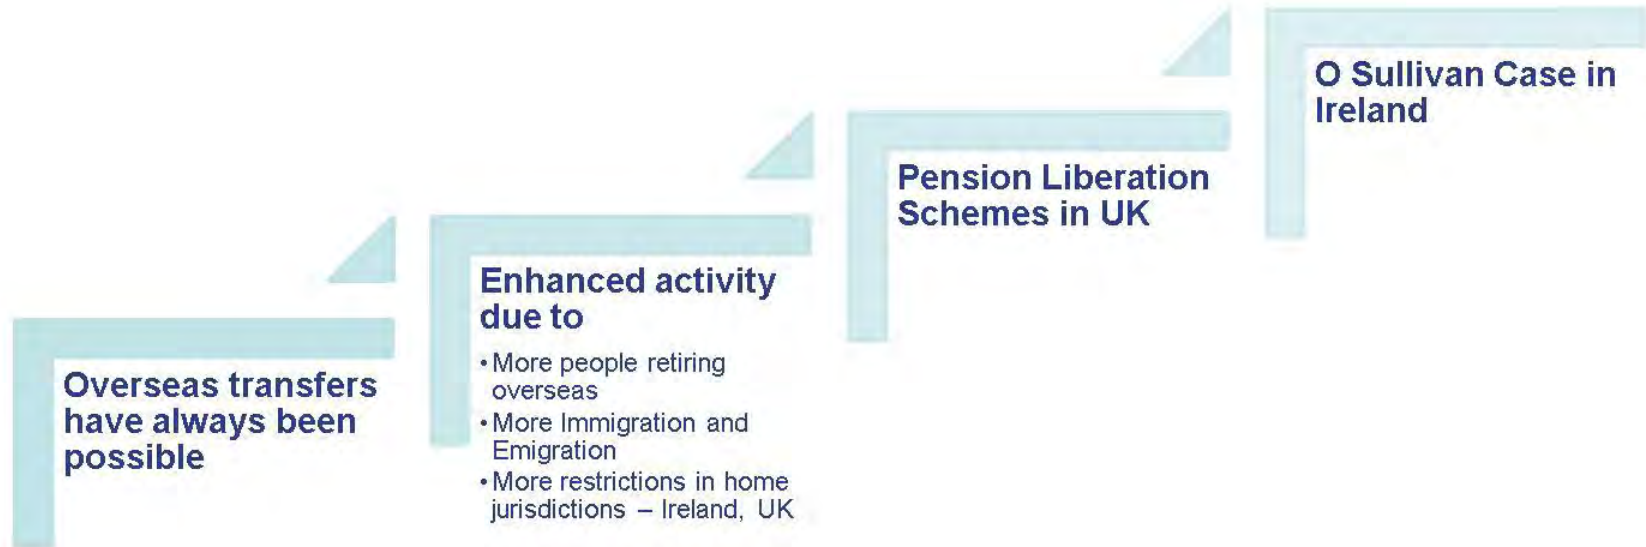 Overseas transfers
have always been
possible
Enhanced activity
due to
• More people retiring
overseas
• More Immigration and
Emigration
• More restrictions in home
jurisdictions – Ireland, UK
Pension Liberation
Schemes in UK
O Sullivan Case in
Ireland